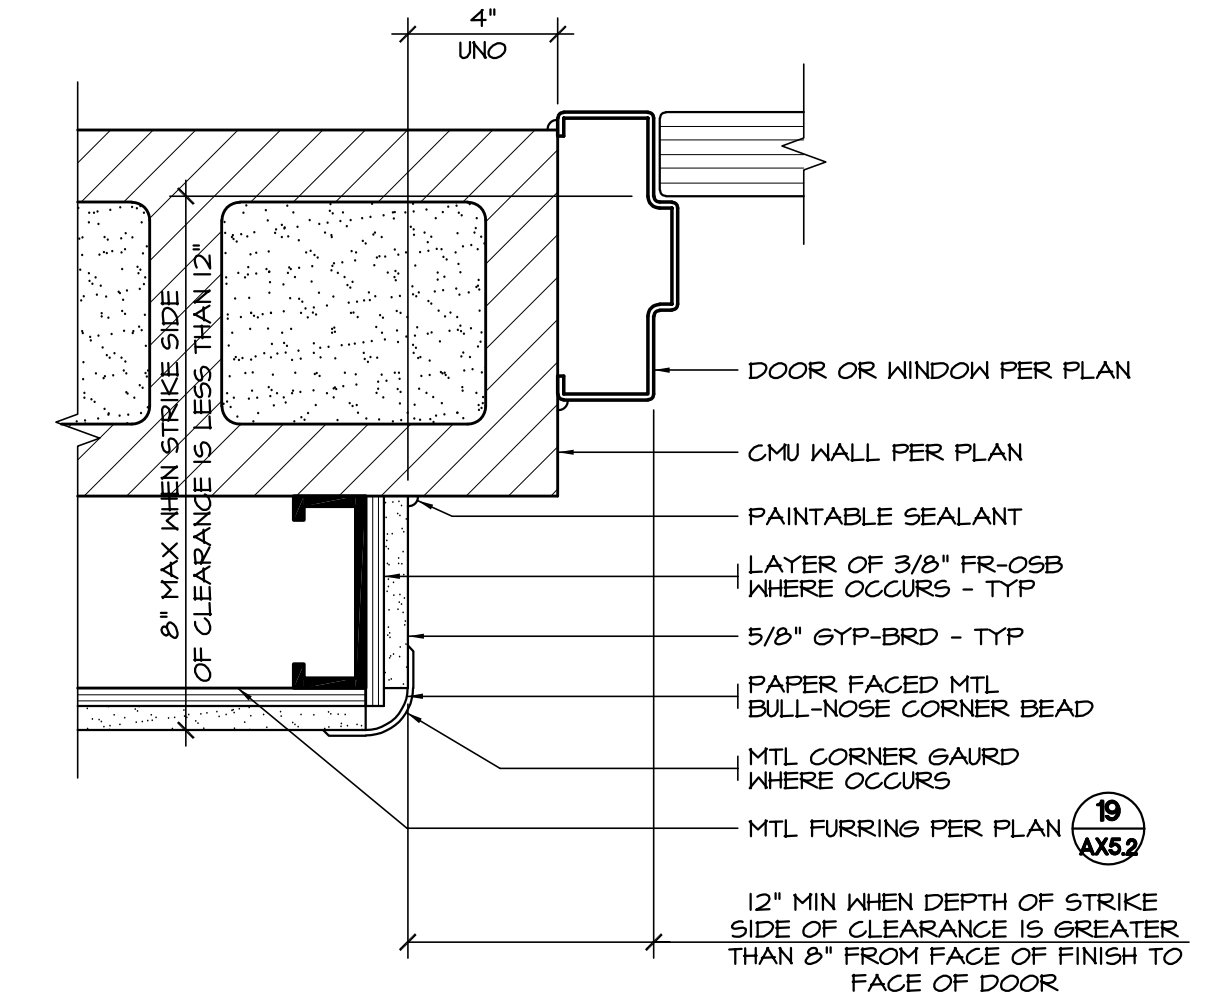 4"
UNO
8" MAX WHEN STRIKE SIDE
OF CLEARANCE IS LESS THAN 12"
DOOR OR WINDOW PER PLAN
CMU WALL PER PLAN
PAINTABLE SEALANT
LAYER OF 3/8" FR-OSB
WHERE OCCURS - TYP
5/8" GYP-BRD - TYP
PAPER FACED MTL
BULL-NOSE CORNER BEAD
MTL CORNER GAURD
WHERE OCCURS
MTL FURRING PER PLAN
19
AX5.2
12" MIN WHEN DEPTH OF STRIKE
SIDE OF CLEARANCE IS GREATER
THAN 8" FROM FACE OF FINISH TO
FACE OF DOOR